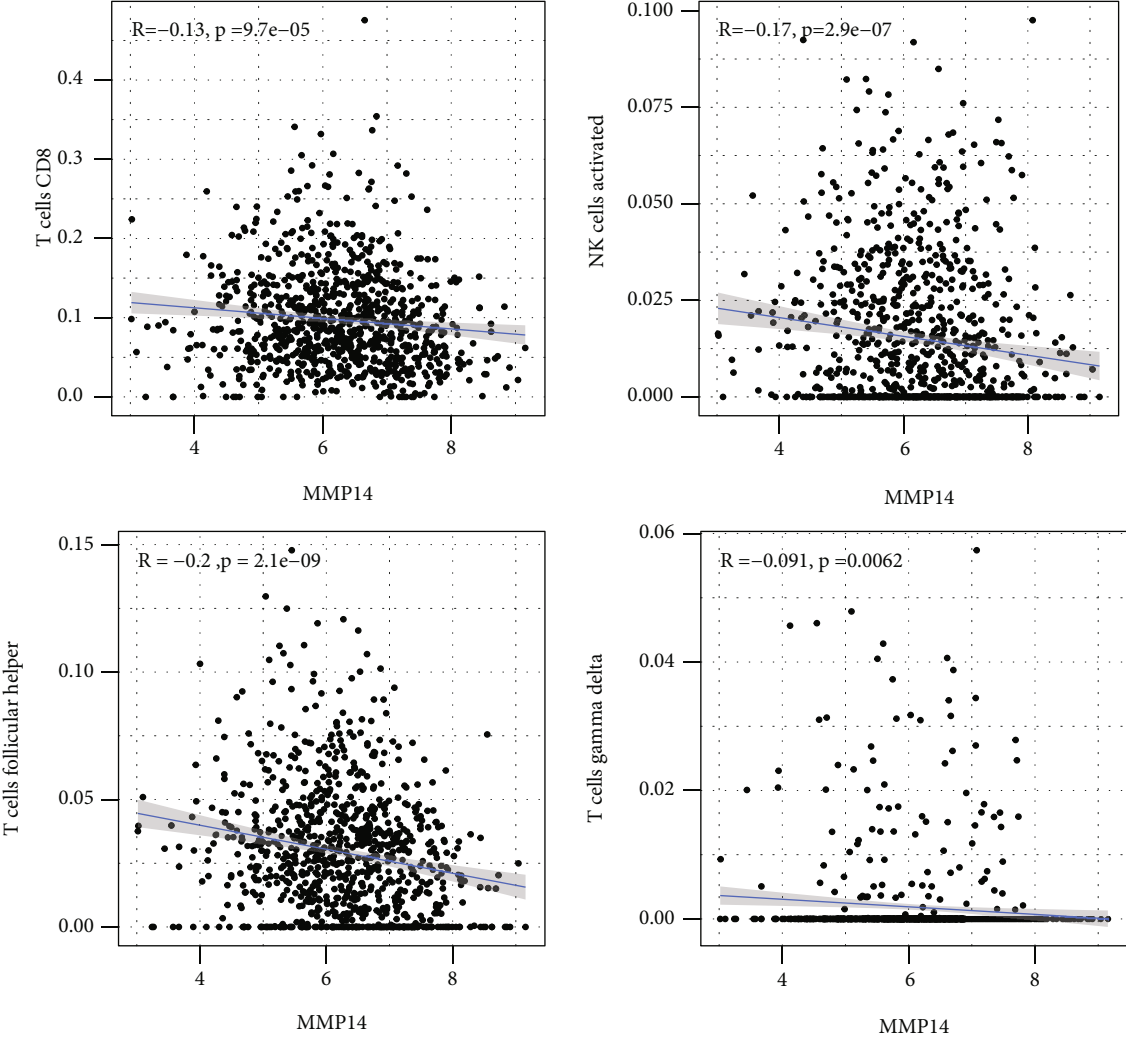 R=−0.13, p =9.7e−05
T cells CD8
0.4
0.3
0.2
0.1
0.0
4 6 8
MMP14
R=−0.17, p=2.9e−07
NK cells activated
0.100
0.075
0.050
0.025
0.000
4 6 8
MMP14
R = −0.2 ,p = 2.1e−09
T cells follicular helper
0.15
0.10
0.05
0.00
4 6 8
MMP14
R =−0.091, p =0.0062
T cells gamma delta
0.06
0.04
0.02
0.00
4 6 8
MMP14